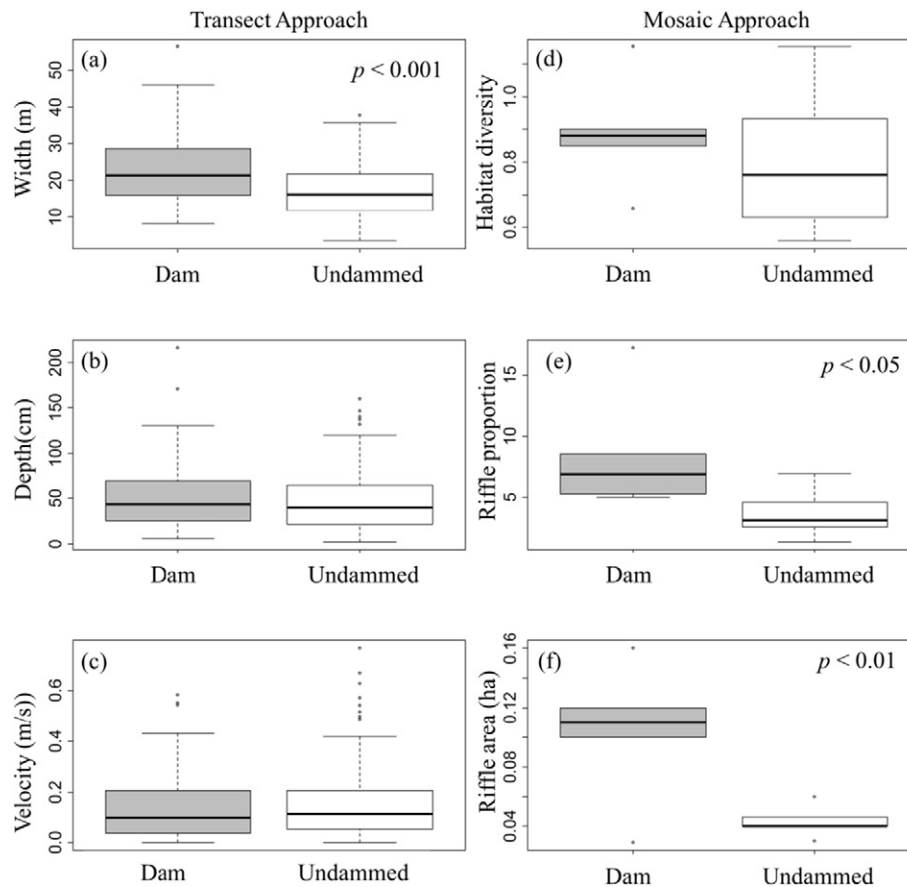 Transect Approach
Mosaic Approach
(a)
p < 0.001
Width (m)
50
40
30
20
10
Dam
Undammed
(d)
Habitat diversity
1.0
0.8
0.6
Dam
Undammed
(b)
Depth(cm)
200
150
100
50
0
Dam
Undammed
(e)
p < 0.05
Riffle proportion
15
10
5
Dam
Undammed
(c)
Velocity (m/s))
0.6
0.4
0.2
0.0
Dam
Undammed
(f)
p < 0.01
Riffle area (ha)
0.16
0.12
0.08
0.04
Dam
Undammed